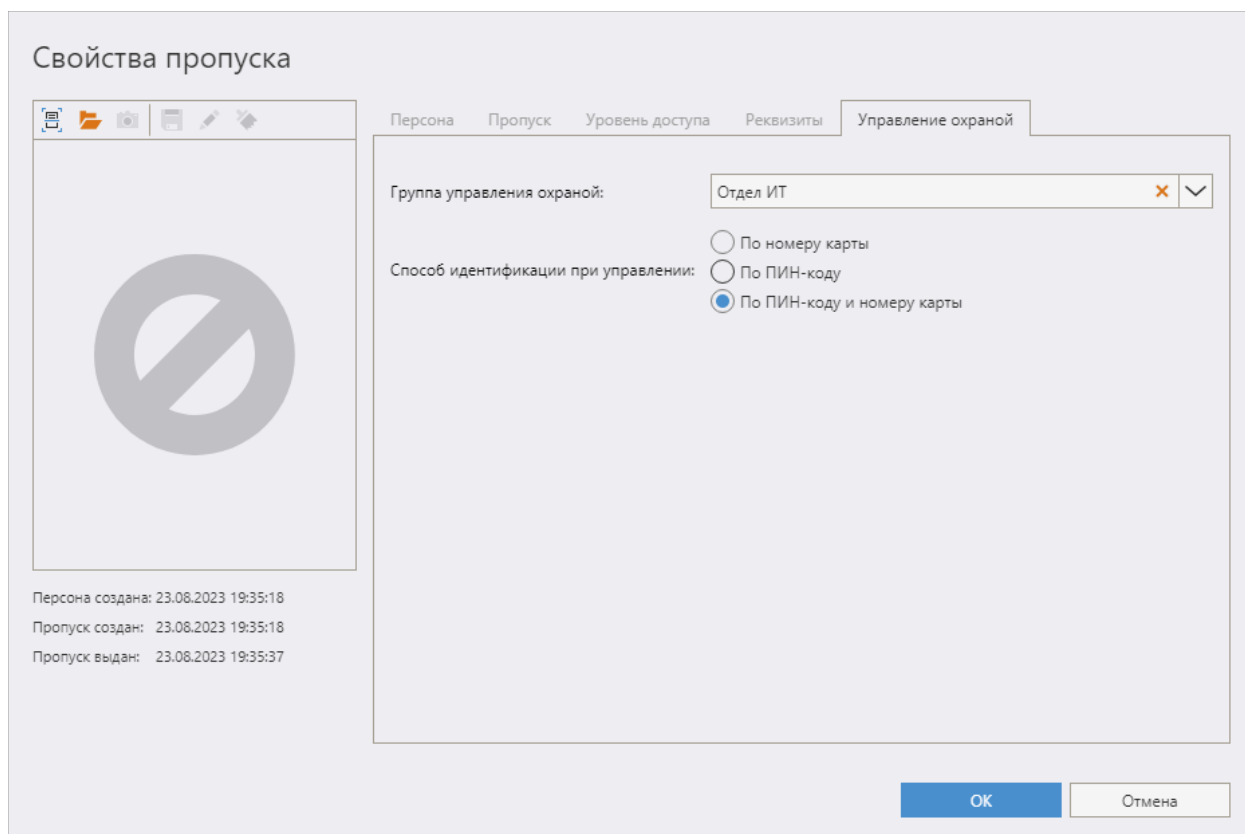 Свойства пропуска
Персона Пропуск Уровень доступа Реквизиты Управление охраной
Группа управления охраной: Отдел ИТ
Способ идентификации при управлении:
По номеру карты
По ПИН-коду
По ПИН-коду и номеру карты
Персона создана: 23.08.2023 19:35:18
Пропуск создан: 23.08.2023 19:35:18
Пропуск выдан: 23.08.2023 19:35:37
ОК Отмена